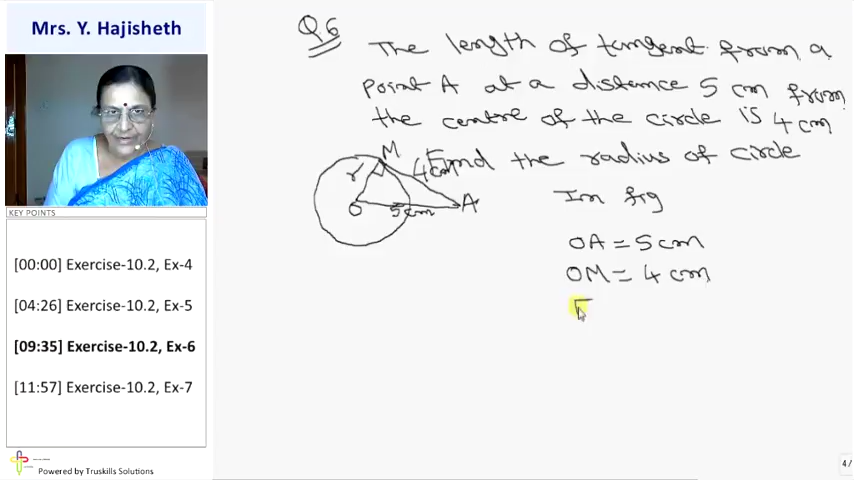 Mrs. Y. Hajisheth
KEY POINTS
[00:00] Exercise-10.2, Ex-4
[04:26] Exercise-10.2, Ex-5
[09:35] Exercise-10.2, Ex-6
[11:57] Exercise-10.2, Ex-7
Powered by Truskills Solutions
Q6
The length of tangent from a
point A at a distance 5 cm from
the centre of the circle is 4 cm
Find the radius of circle
M
r
4cm
O
5cm
A
In fig
OA = 5 cm
OM = 4 cm
4/